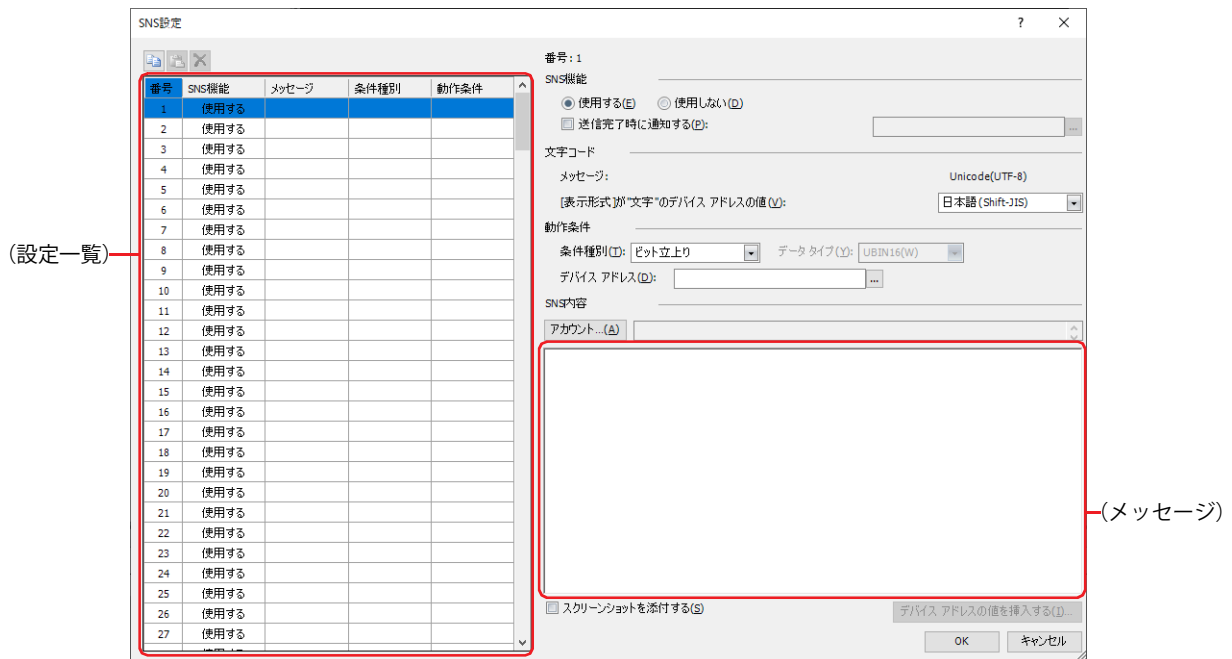 SNS設定
? ×
番号 SNS機能 メッセージ 条件種別 動作条件
1 使用する
2 使用する
3 使用する
4 使用する
5 使用する
6 使用する
7 使用する
8 使用する
9 使用する
10 使用する
11 使用する
12 使用する
13 使用する
14 使用する
15 使用する
16 使用する
17 使用する
18 使用する
19 使用する
20 使用する
21 使用する
22 使用する
23 使用する
24 使用する
25 使用する
26 使用する
27 使用する
(設定一覧)
番号:1
SNS機能
使用する(E) 使用しない(D)
送信完了時に通知する(P): ...
文字コード
メッセージ: Unicode(UTF-8)
[表示形式]が"文字"のデバイス アドレスの値(V): 日本語(Shift-JIS)
動作条件
条件種別(T): ビット立上り データ タイプ(Y): UBIN16(W)
デバイス アドレス(D): ...
SNS内容
アカウント...(A)
(メッセージ)
スクリーンショットを添付する(S) デバイス アドレスの値を挿入する(I)...
OK キャンセル